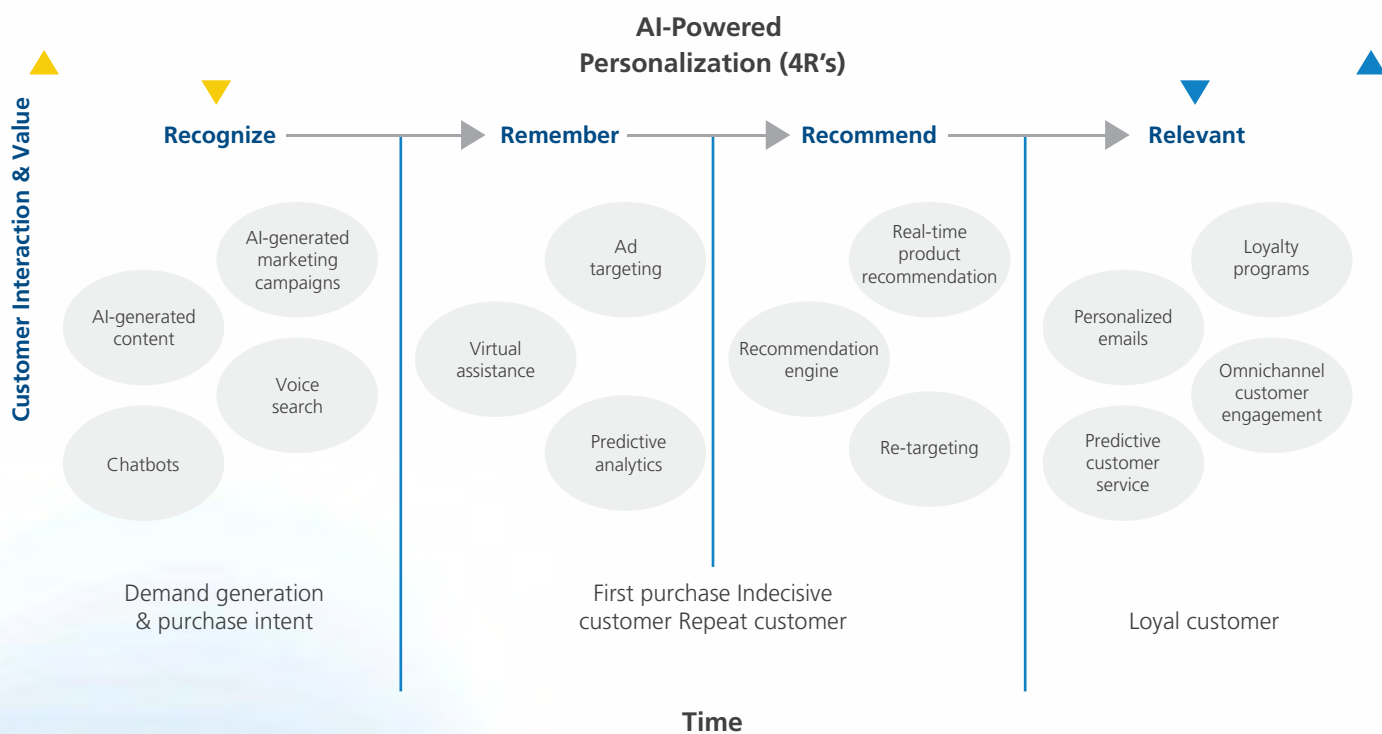 AI-Powered
Personalization (4R's)
Customer Interaction & Value
Recognize
Remember
Recommend
Relevant
AI-generated
marketing
campaigns
AI-generated
content
Voice
search
Chatbots
Ad
targeting
Virtual
assistance
Predictive
analytics
Real-time
product
recommendation
Recommendation
engine
Re-targeting
Loyalty
programs
Personalized
emails
Omnichannel
customer
engagement
Predictive
customer
service
Demand generation
& purchase intent
First purchase Indecisive
customer Repeat customer
Loyal customer
Time